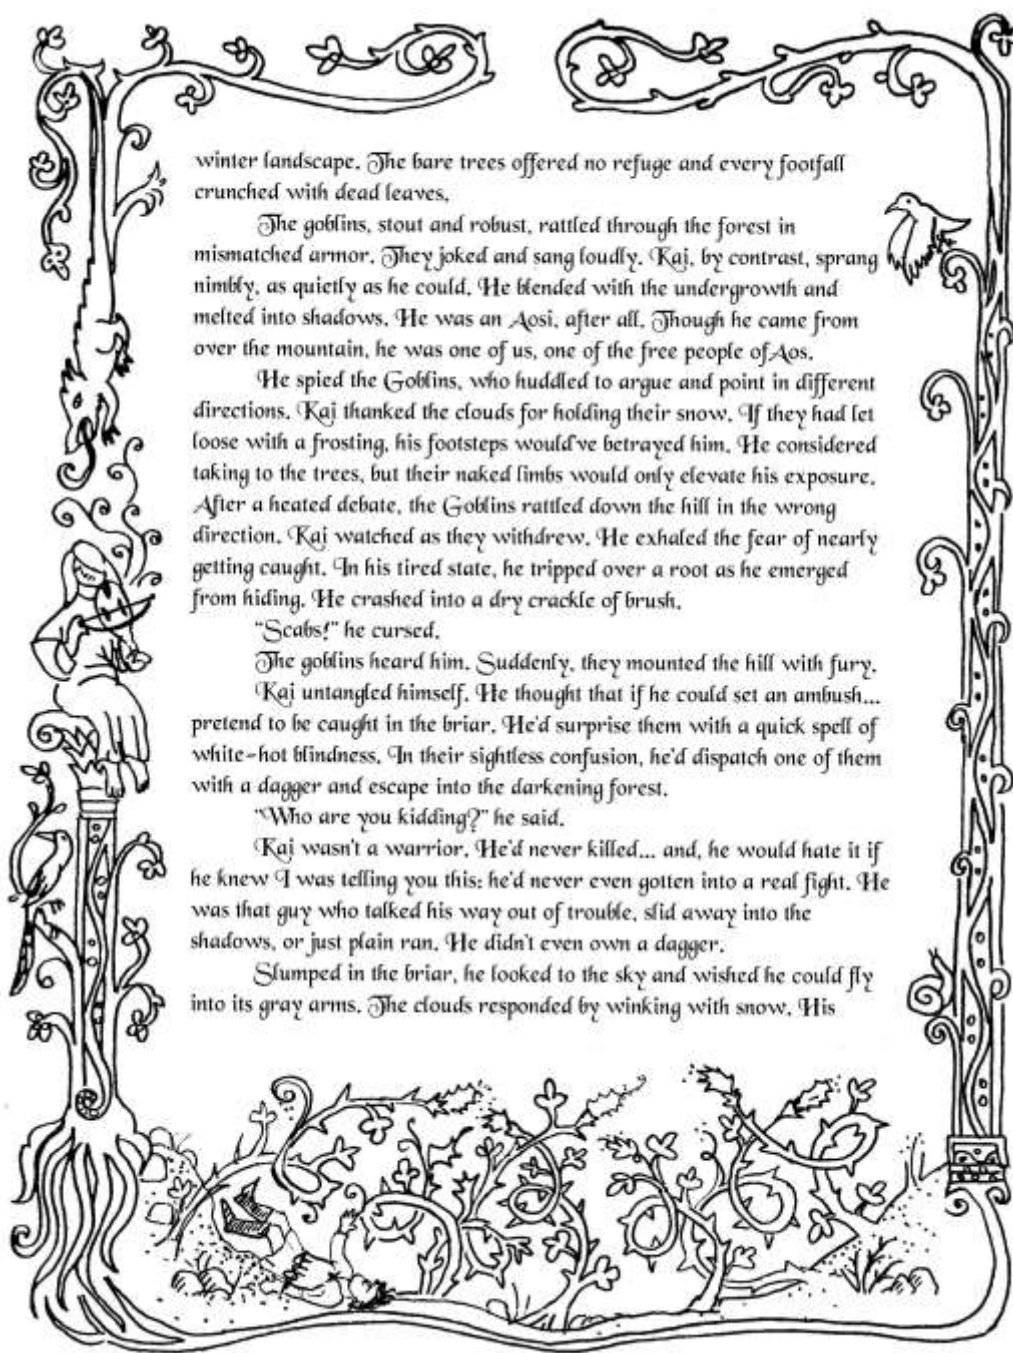 winter landscape. The bare trees offered no refuge and every footfall
crunched with dead leaves.
The goblins, stout and robust, rattled through the forest in
mismatched armor. They joked and sang loudly. Kai, by contrast, sprang
nimbly, as quietly as he could. He blended with the undergrowth and
melted into shadows. He was an Aosi, after all. Though he came from
over the mountain, he was one of us, one of the free people of Aos.
He spied the Goblins, who huddled to argue and point in different
directions. Kai thanked the clouds for holding their snow. If they had let
loose with a frosting, his footsteps would've betrayed him. He considered
taking to the trees, but their naked limbs would only elevate his exposure.
After a heated debate, the Goblins rattled down the hill in the wrong
direction. Kai watched as they withdrew. He exhaled the fear of nearly
getting caught. In his tired state, he tripped over a root as he emerged
from hiding. He crashed into a dry crackle of brush.
"Scabs!" he cursed.
The goblins heard him. Suddenly, they mounted the hill with fury.
Kai untangled himself. He thought that if he could set an ambush...
pretend to be caught in the briar. He'd surprise them with a quick spell of
white-hot blindness. In their sightless confusion, he'd dispatch one of them
with a dagger and escape into the darkening forest.
"Who are you kidding?" he said.
Kai wasn't a warrior. He'd never killed... and, he would hate it if
he knew I was telling you this: he'd never even gotten into a real fight. He
was that guy who talked his way out of trouble, slid away into the
shadows, or just plain ran. He didn't even own a dagger.
Slumped in the briar, he looked to the sky and wished he could fly
into its gray arms. The clouds responded by winking with snow. His